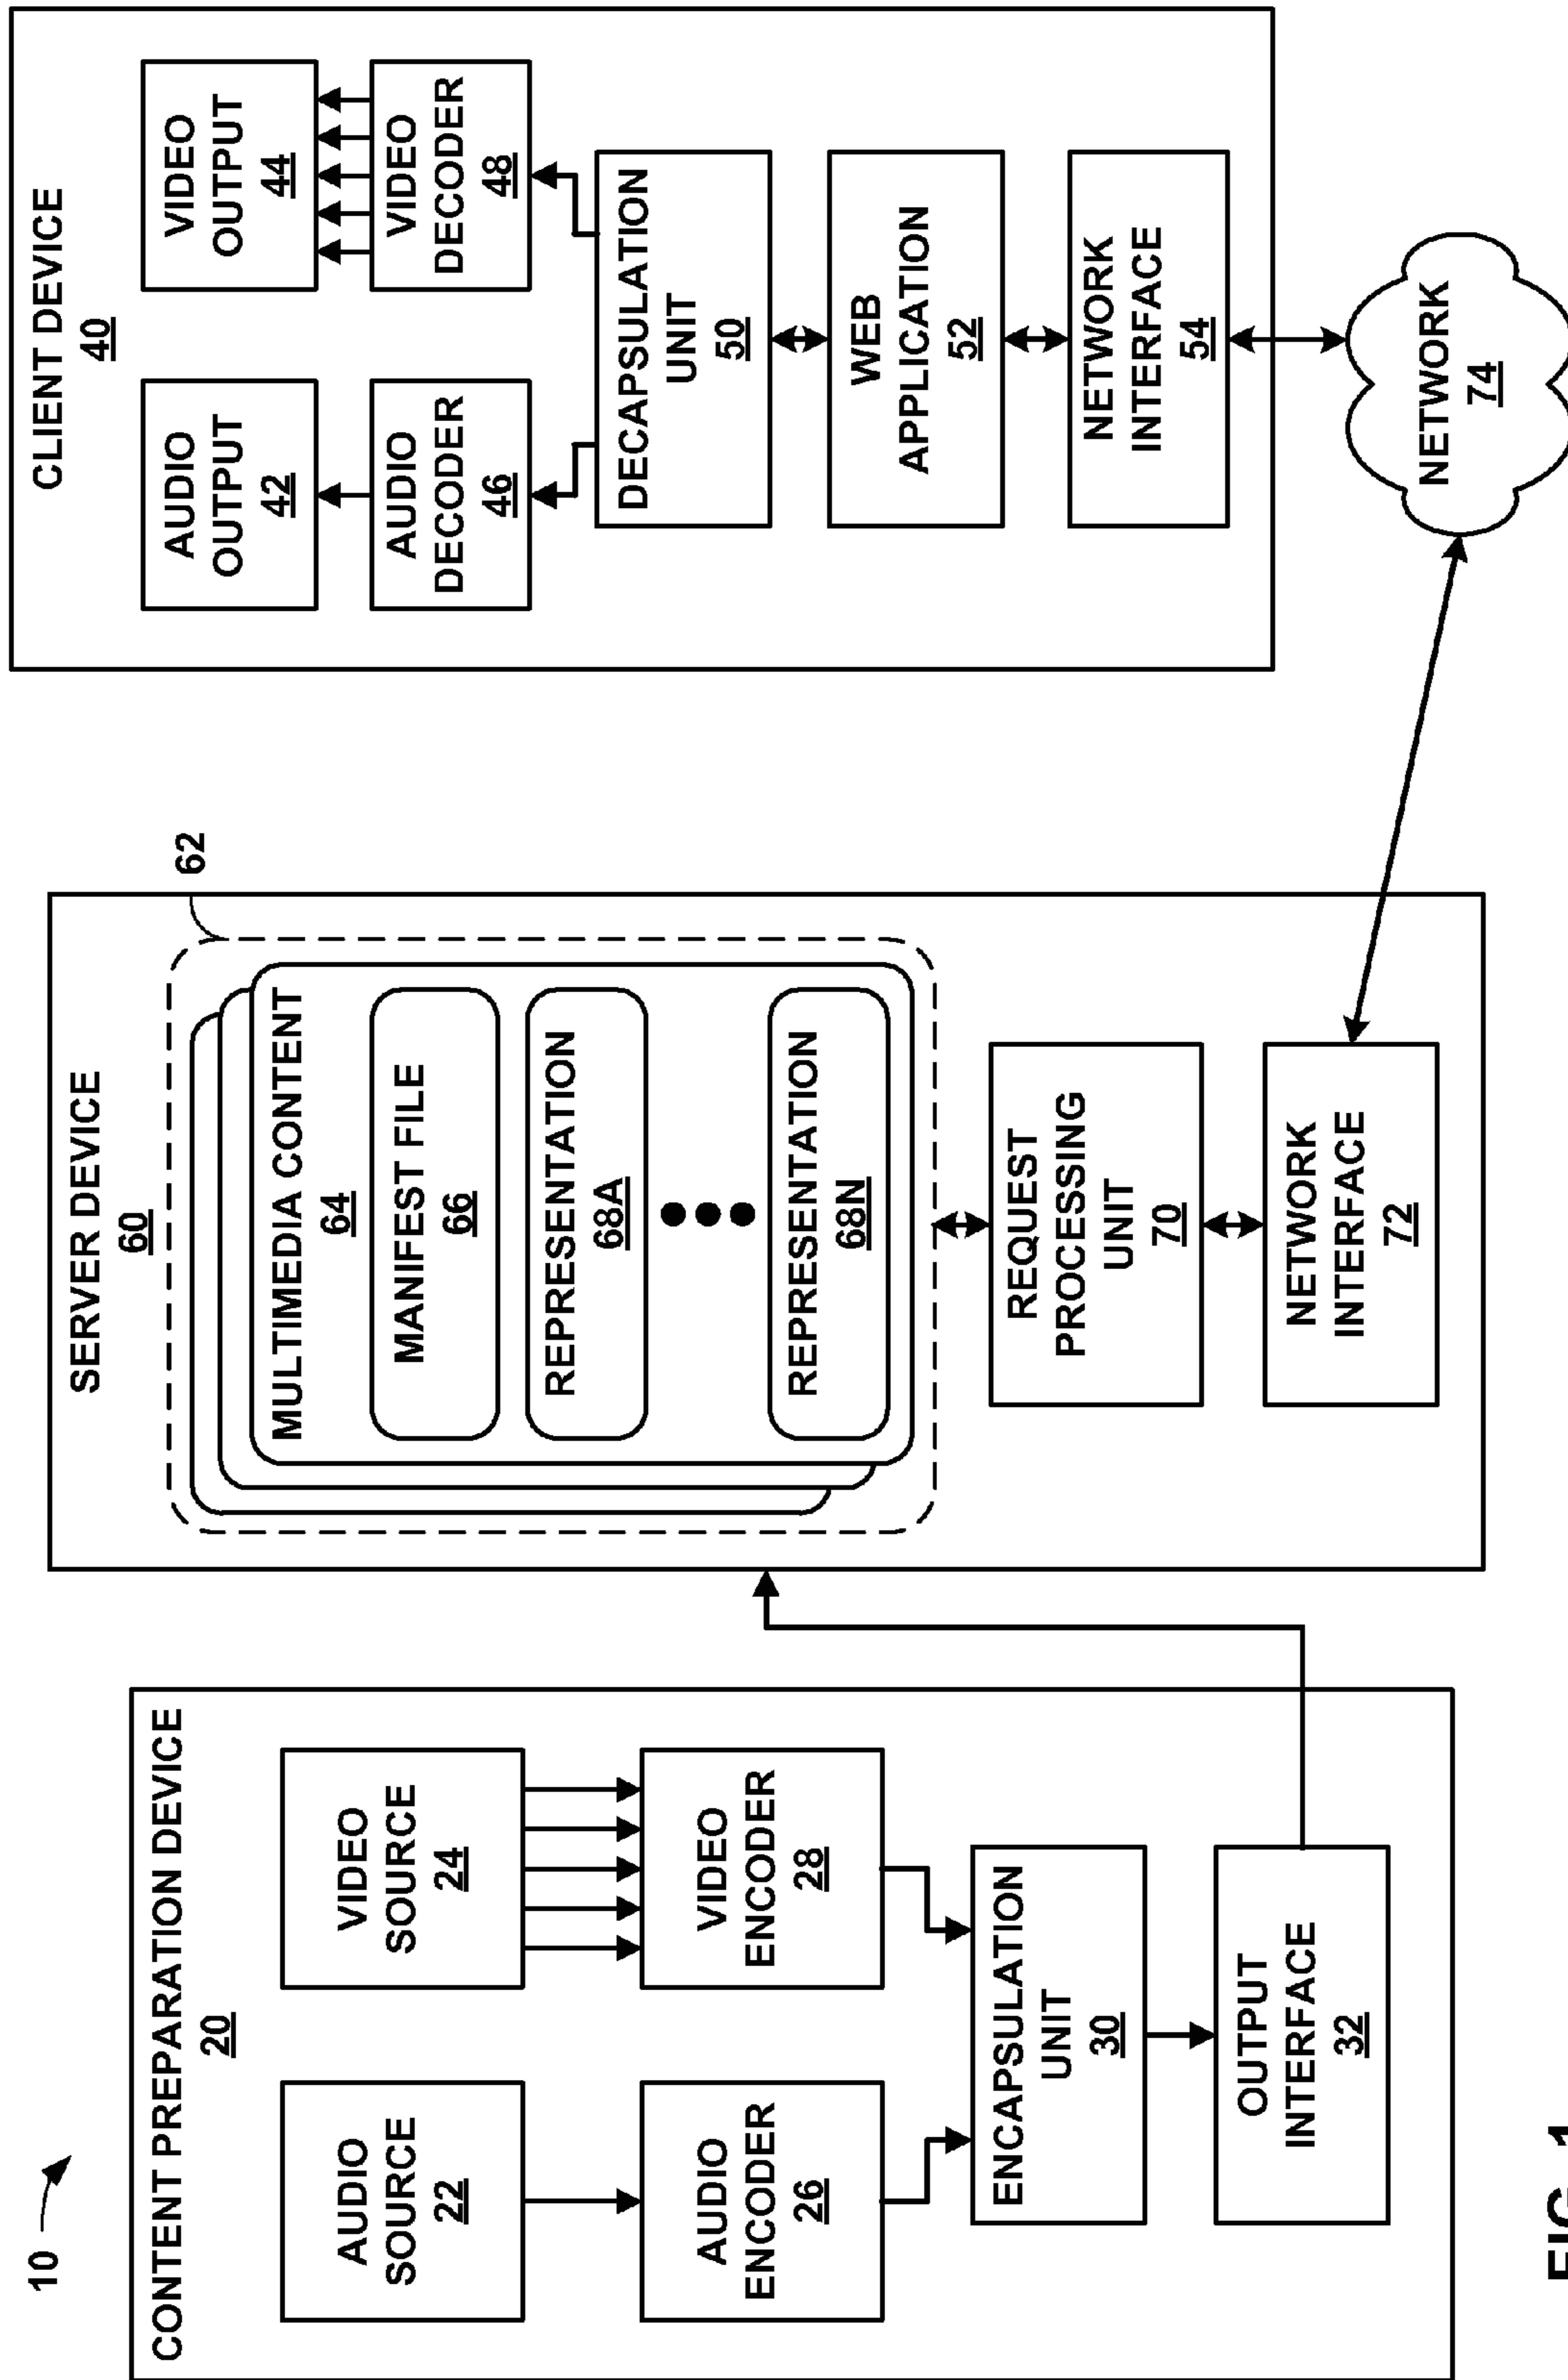 10
CONTENT PREPARATION DEVICE
20
AUDIO
SOURCE
22
VIDEO
SOURCE
24
AUDIO
ENCODER
26
VIDEO
ENCODER
28
ENCAPSULATION
UNIT
30
OUTPUT
INTERFACE
32
SERVER DEVICE
60
62
MULTIMEDIA CONTENT
64
MANIFEST FILE
66
REPRESENTATION
68A
REPRESENTATION
68N
REQUEST
PROCESSING
UNIT
70
NETWORK
INTERFACE
72
CLIENT DEVICE
40
AUDIO
OUTPUT
42
VIDEO
OUTPUT
44
AUDIO
DECODER
46
VIDEO
DECODER
48
DECAPSULATION
UNIT
50
WEB
APPLICATION
52
NETWORK
INTERFACE
54
NETWORK
74
FIG. 1